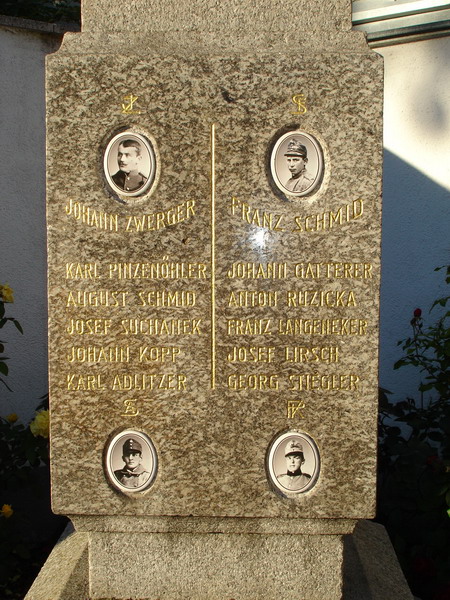 JOHANN ZWERGER
KARL PINZENÖHLER
AUGUST SCHMID
JOSEF SUCHANEK
JOHANN KOPP
KARL ADLITZER
FRANZ SCHMID
JOHANN GATTERER
ANTON RUZICKA
FRANZ LANGENEKER
JOSEF HIRSCH
GEORG STIEGLER